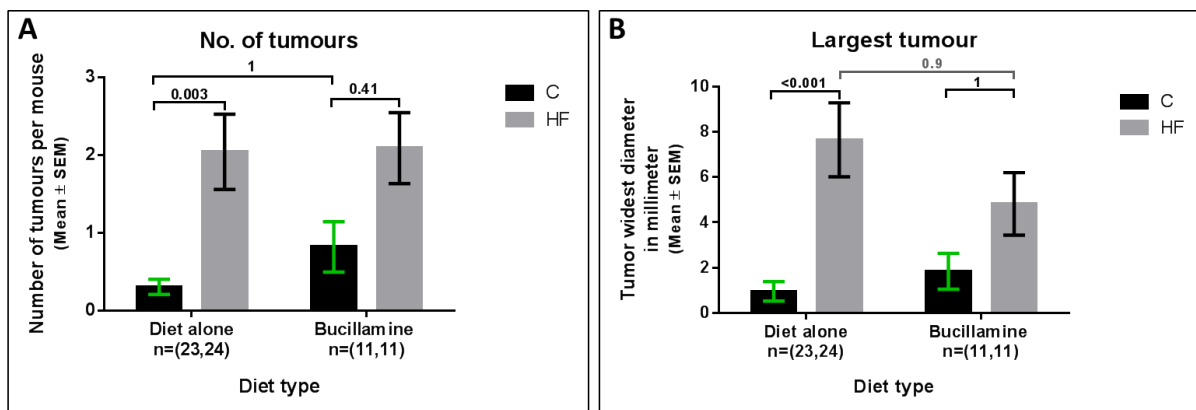 A
No. of tumours
Number of tumours per mouse
(Mean ± SEM)
3
2
1
0
1
0.003
0.41
C
HF
Diet alone
n=(23,24)
Bucillamine
n=(11,11)
Diet type
B
Largest tumour
Tumor widest diameter
in millimeter
(Mean ± SEM)
10
8
6
4
2
0
0.9
<0.001
1
C
HF
Diet alone
n=(23,24)
Bucillamine
n=(11,11)
Diet type